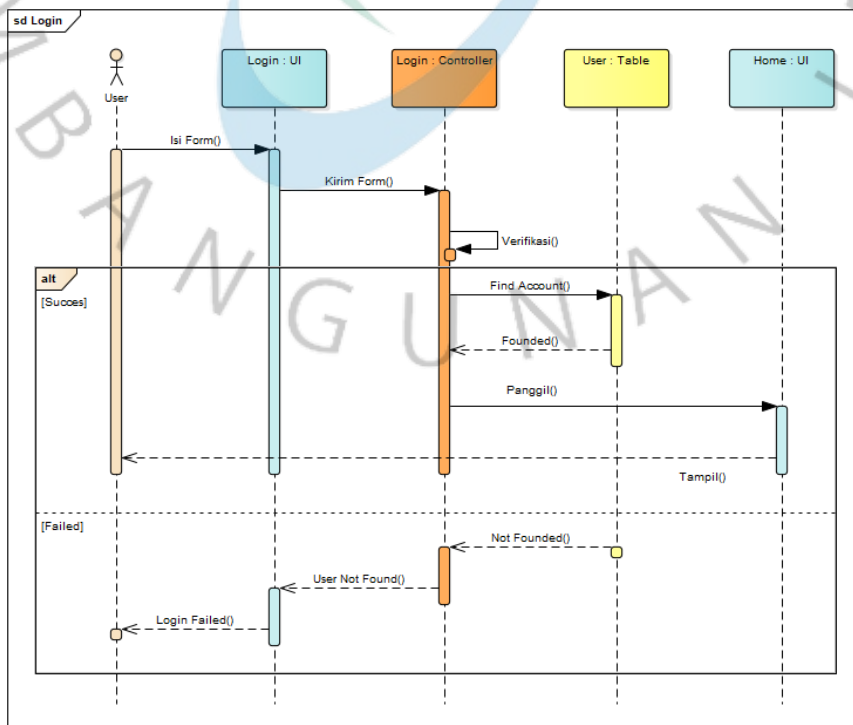 sd Login
User
Login : UI
Login : Controller
User : Table
Home : UI
Isi Form()
Kirim Form()
Verifikasi()
alt
[Succes]
Find Account()
Founded()
Panggil()
Tampil()
[Failed]
Not Founded()
User Not Found()
Login Failed()
M B A N G U N A N